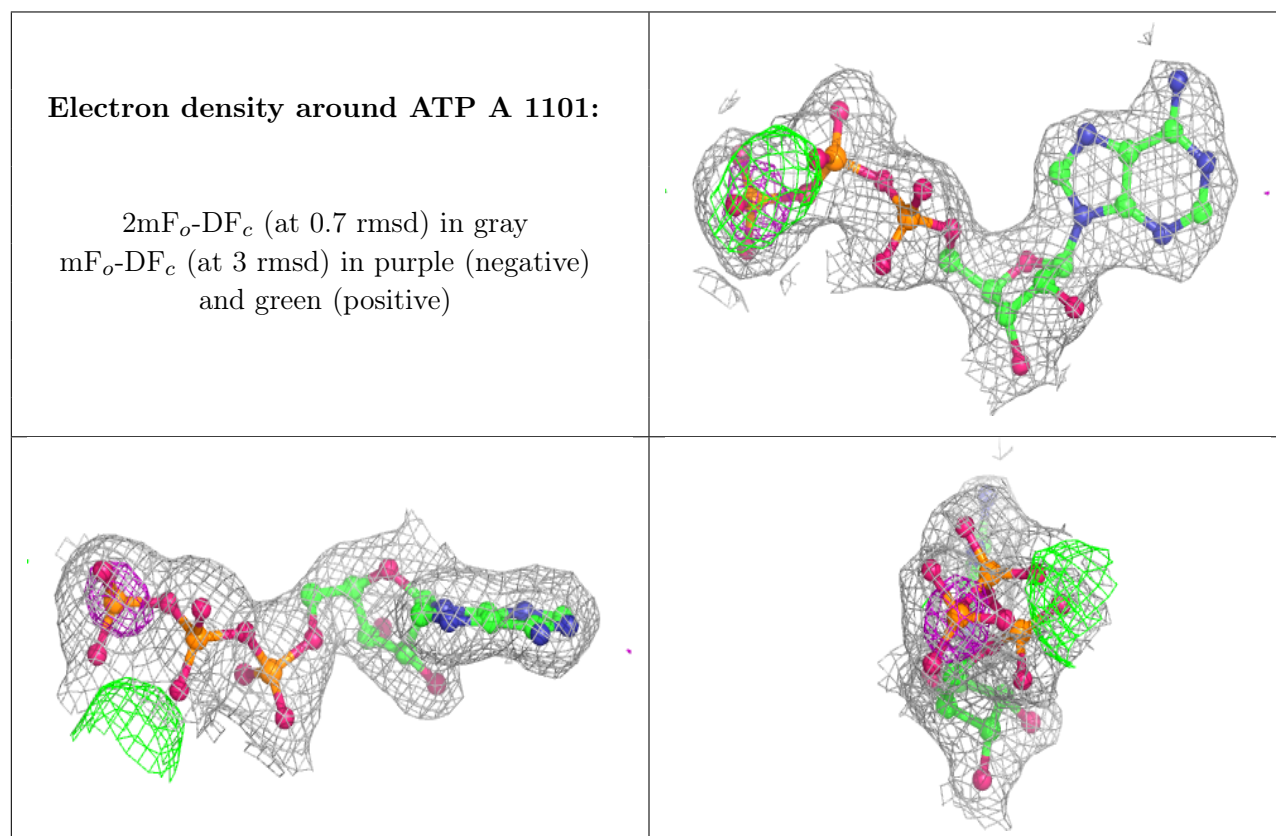 Electron density around ATP A 1101:
2mFo-DFc (at 0.7 rmsd) in gray
mFo-DFc (at 3 rmsd) in purple (negative)
and green (positive)